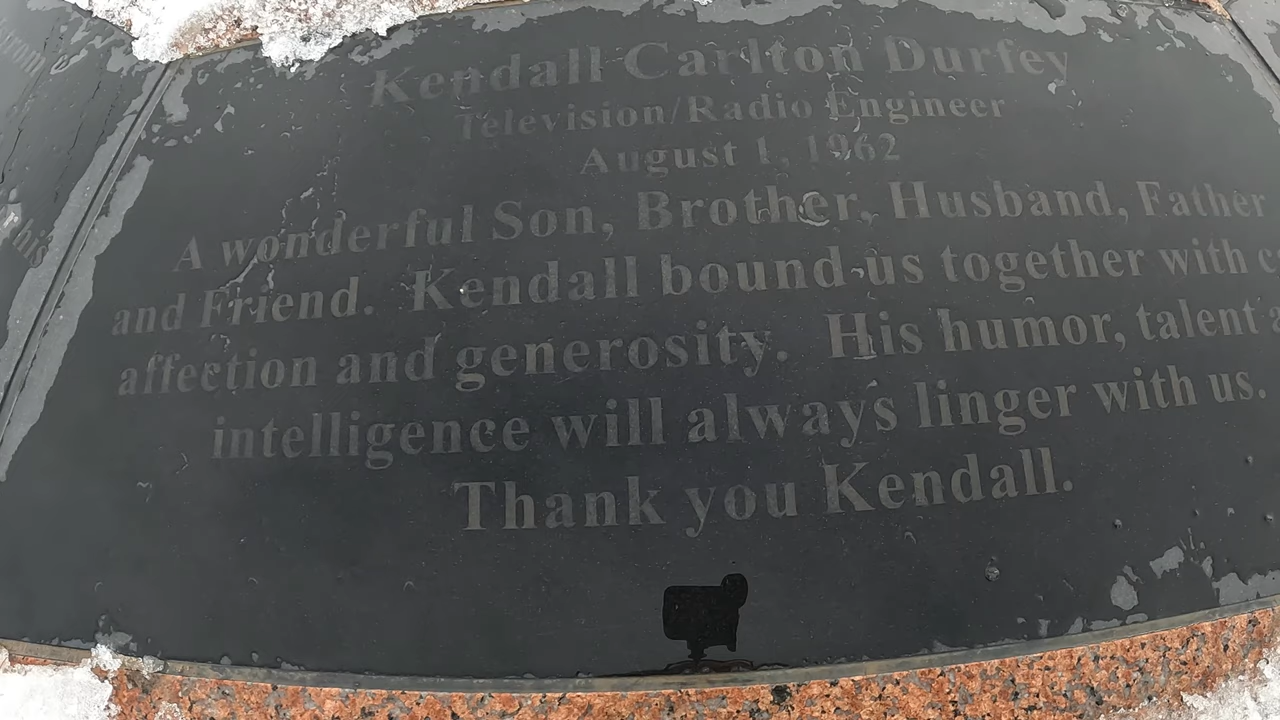 Kendall Carlton Durfey
Television/Radio Engineer
August 1, 1962
A wonderful Son, Brother, Husband, Father
and Friend. Kendall bound us together with
affection and generosity. His humor, talent
intelligence will always linger with us.
Thank you Kendall.
his